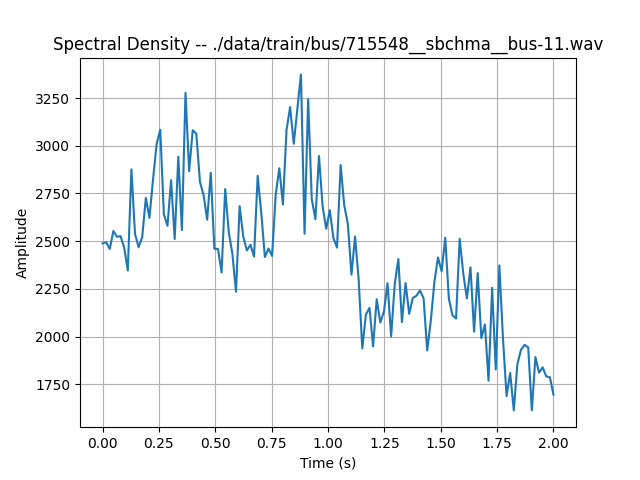 Spectral Density -- ./data/train/bus/715548__sbchma__bus-11.wav
3250
3000
2750
2500
2250
2000
1750
Amplitude
0.00 0.25 0.50 0.75 1.00 1.25 1.50 1.75 2.00
Time (s)